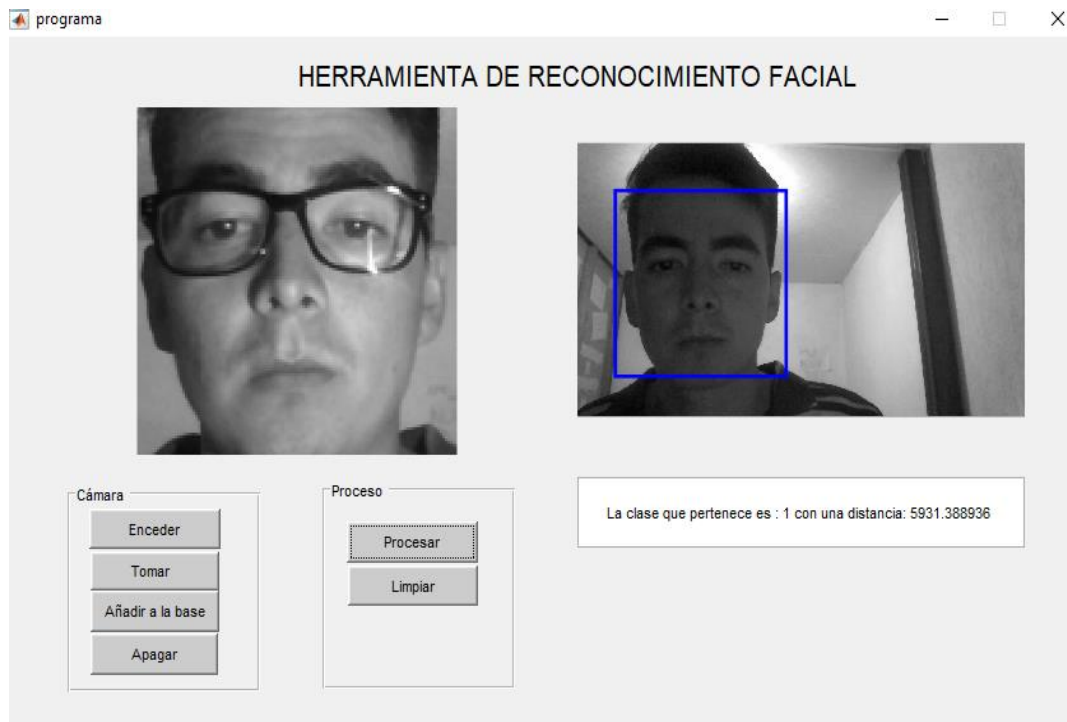 programa
HERRAMIENTA DE RECONOCIMIENTO FACIAL
Cámara
Enceder
Tomar
Añadir a la base
Apagar
Proceso
Procesar
Limpiar
La clase que pertenece es : 1 con una distancia: 5931.388936